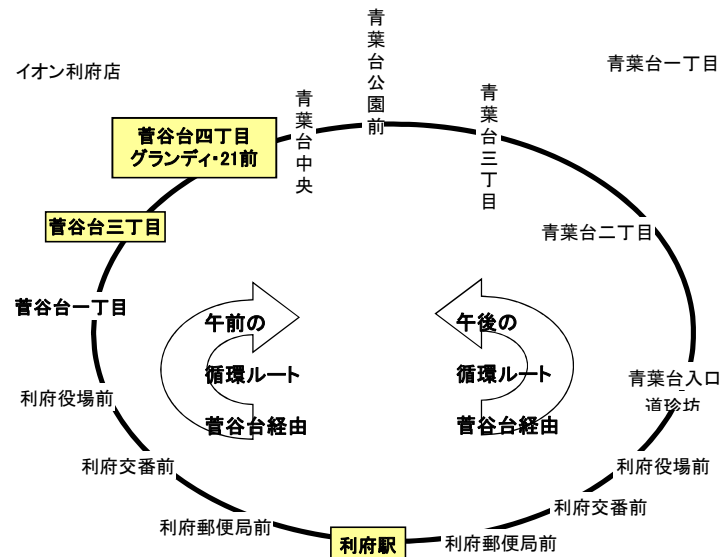 青葉台公園前
イオン利府店
青葉台一丁目
青葉台中央
青葉台三丁目
菅谷台四丁目
グランディ・21前
菅谷台三丁目
青葉台二丁目
菅谷台一丁目
午前の
循環ルート
菅谷台経由
午後の
循環ルート
菅谷台経由
青葉台入口
道珍坊
利府役場前
利府役場前
利府交番前
利府交番前
利府郵便局前
利府駅
利府郵便局前